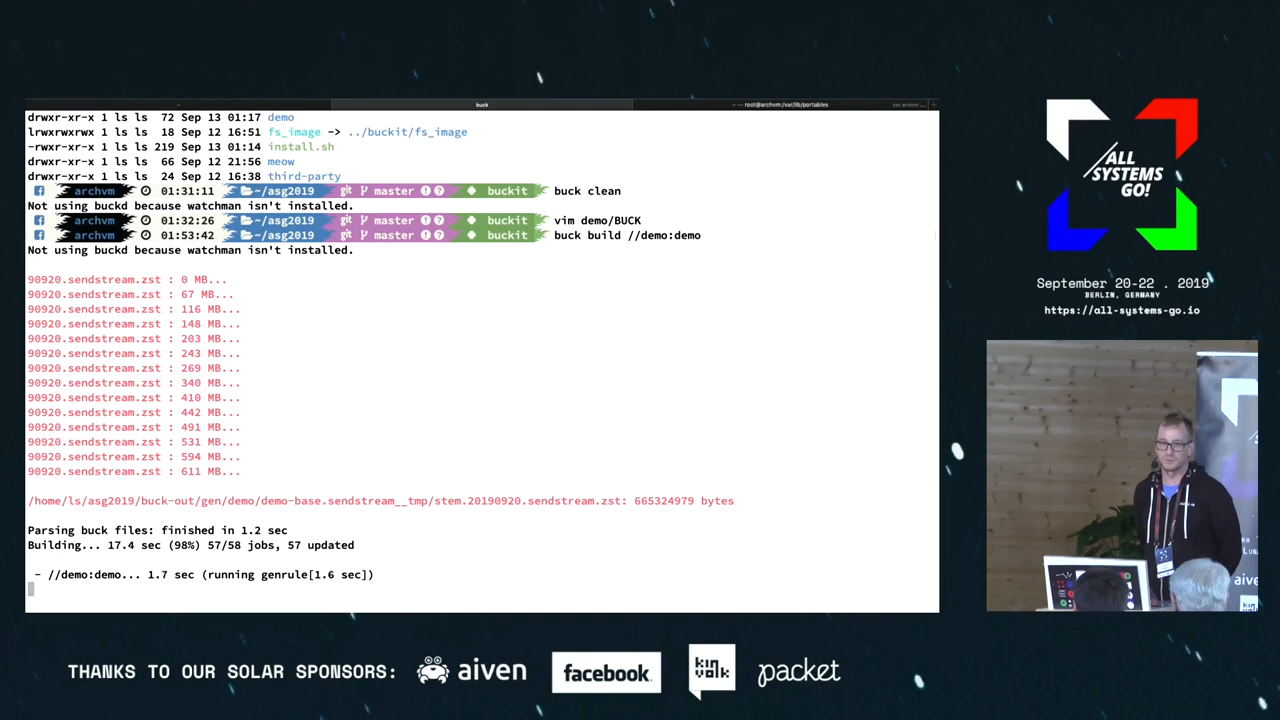 buck
root@archvm:/var/lib/portables
drwxr-xr-x 1 ls ls 72 Sep 13 01:17 demo
lrwxrwxrwx 1 ls ls 18 Sep 12 16:51 fs_image -> ../buckit/fs_image
-rwxr-xr-x 1 ls ls 219 Sep 13 01:14 install.sh
drwxr-xr-x 1 ls ls 66 Sep 12 21:56 meow
drwxr-xr-x 1 ls ls 24 Sep 12 16:38 third-party
archvm 01:31:11 ~/asg2019 git master buckit buck clean
Not using buckd because watchman isn't installed.
archvm 01:32:26 ~/asg2019 git master buckit vim demo/BUCK
archvm 01:53:42 ~/asg2019 git master buckit buck build //demo:demo
Not using buckd because watchman isn't installed.
90920.sendstream.zst : 0 MB...
90920.sendstream.zst : 67 MB...
90920.sendstream.zst : 116 MB...
90920.sendstream.zst : 148 MB...
90920.sendstream.zst : 203 MB...
90920.sendstream.zst : 243 MB...
90920.sendstream.zst : 269 MB...
90920.sendstream.zst : 340 MB...
90920.sendstream.zst : 410 MB...
90920.sendstream.zst : 442 MB...
90920.sendstream.zst : 491 MB...
90920.sendstream.zst : 531 MB...
90920.sendstream.zst : 594 MB...
90920.sendstream.zst : 611 MB...
/home/ls/asg2019/buck-out/gen/demo/demo-base.sendstream__tmp/stem.20190920.sendstream.zst: 665324979 bytes
Parsing buck files: finished in 1.2 sec
Building... 17.4 sec (98%) 57/58 jobs, 57 updated
- //demo:demo... 1.7 sec (running genrule[1.6 sec])
ALL
SYSTEMS
GO!
September 20-22 . 2019
BERLIN, GERMANY
https://all-systems-go.io
aiven
THANKS TO OUR SOLAR SPONSORS:
aiven
facebook.
kinvolk
packet